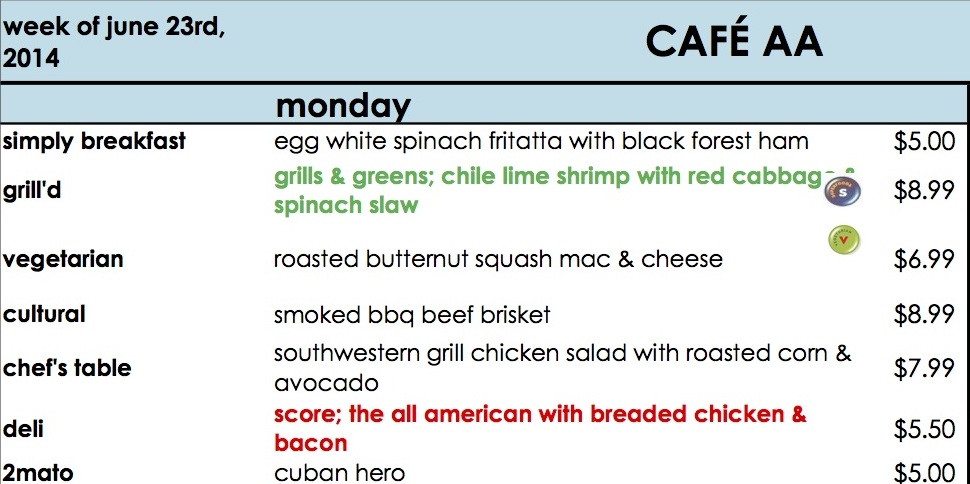 week of june 23rd,
2014
CAFÉ AA
monday
simply breakfast
egg white spinach fritatta with black forest ham
$5.00
grill'd
grills & greens; chile lime shrimp with red cabbage &
spinach slaw
S
$8.99
V
vegetarian
roasted butternut squash mac & cheese
$6.99
cultural
smoked bbq beef brisket
$8.99
chef's table
southwestern grill chicken salad with roasted corn &
avocado
$7.99
deli
score; the all american with breaded chicken &
bacon
$5.50
2mato
cuban hero
$5.00